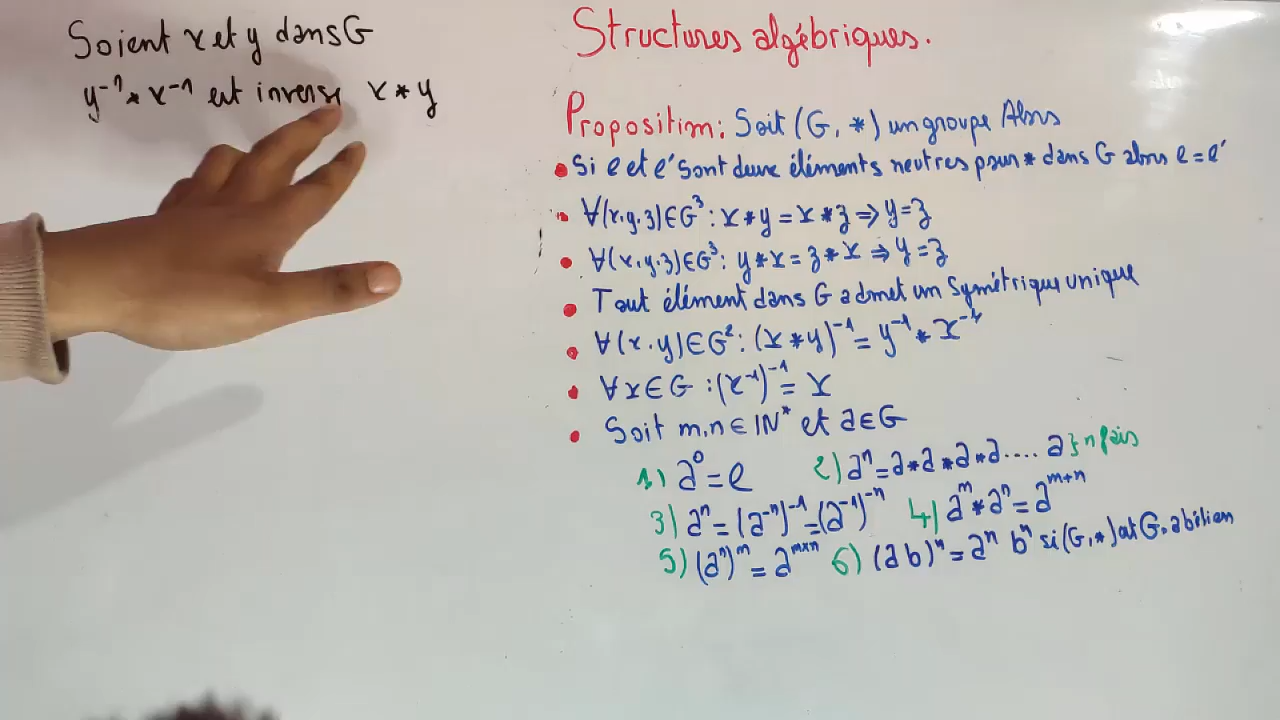 Soient x et y dans G
y⁻¹ * x⁻¹ est inverse x * y
Structures algébriques.
Proposition: Soit (G, *) un groupe Alors
• Si e et e' sont deux éléments neutres pour * dans G alors e = e'
• ∀(x,y,z)∈G³: x * y = x * z ⇒ y = z
• ∀(x,y,z)∈G³: y * x = z * x ⇒ y = z
• Tout élément dans G admet un Symétrique unique
• ∀(x,y)∈G²: (x * y)⁻¹ = y⁻¹ * x⁻¹
• ∀x∈G : (x⁻¹)⁻¹ = x
• Soit m,n ∈ IN* et a∈G
1) a⁰ = e 2) aⁿ = a * a * a * a .... a } n fois
3) aⁿ = (a⁻ⁿ)⁻¹ = (a⁻¹)⁻ⁿ 4) aᵐ * aⁿ = aᵐ⁺ⁿ
5) (aⁿ)ᵐ = aᵐˣⁿ 6) (ab)ⁿ = aⁿ bⁿ si (G,*) est G. abélien